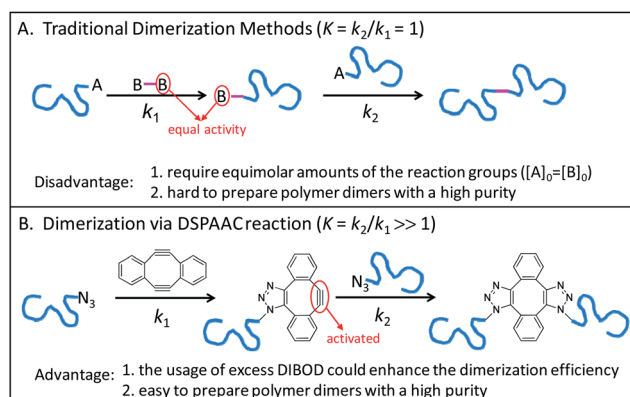 A. Traditional Dimerization Methods (K = k₂/k₁ = 1)
A B B B A
k₁ k₂
equal activity
Disadvantage: 1. require equimolar amounts of the reaction groups ([A]₀=[B]₀)
2. hard to prepare polymer dimers with a high purity
B. Dimerization via DSPAAC reaction (K = k₂/k₁ >> 1)
N₃ N N N N₃ N N N N N N
k₁ k₂
activated
Advantage: 1. the usage of excess DIBOD could enhance the dimerization efficiency
2. easy to prepare polymer dimers with a high purity